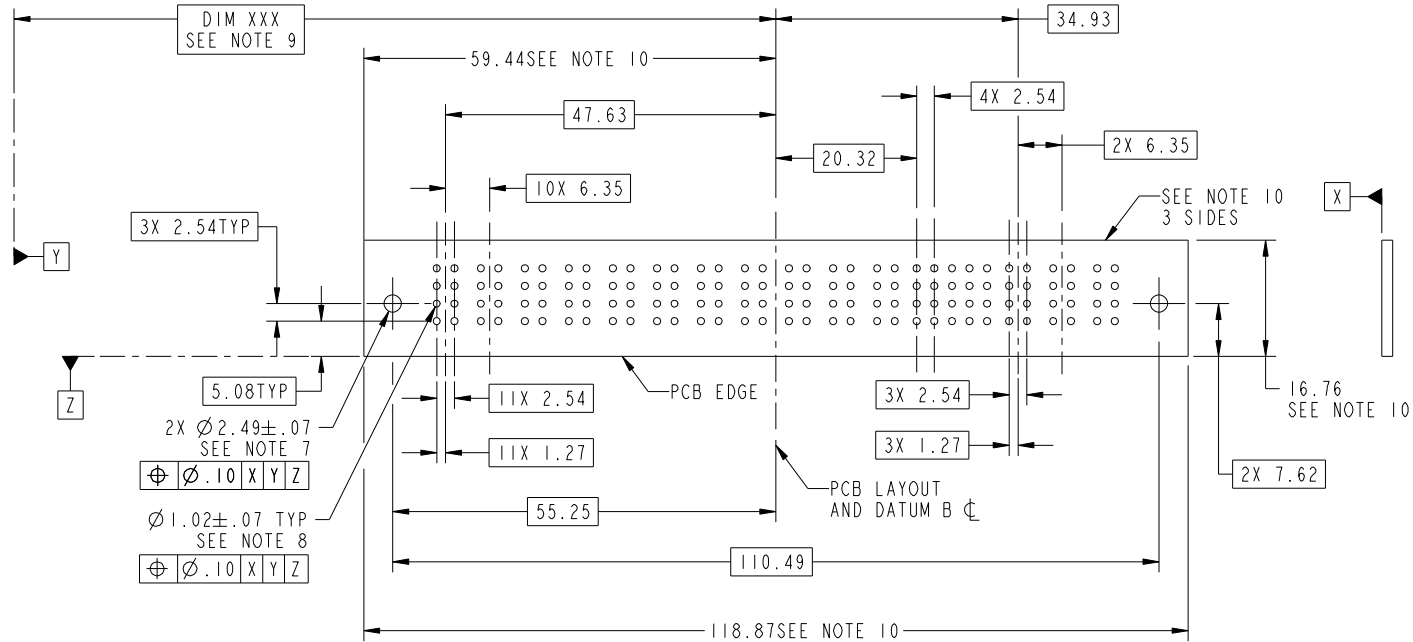 DIM XXX
SEE NOTE 9
34.93
59.44SEE NOTE 10
4X 2.54
47.63
20.32
2X 6.35
10X 6.35
SEE NOTE 10
3 SIDES
X
3X 2.54TYP
Y
Z
5.08TYP
PCB EDGE
11X 2.54
3X 2.54
16.76
SEE NOTE 10
2X Ø2.49±.07
SEE NOTE 7
⌖ Ø.10 X Y Z
11X 1.27
3X 1.27
2X 7.62
PCB LAYOUT
AND DATUM B ℄
Ø1.02±.07 TYP
SEE NOTE 8
⌖ Ø.10 X Y Z
55.25
110.49
118.87SEE NOTE 10